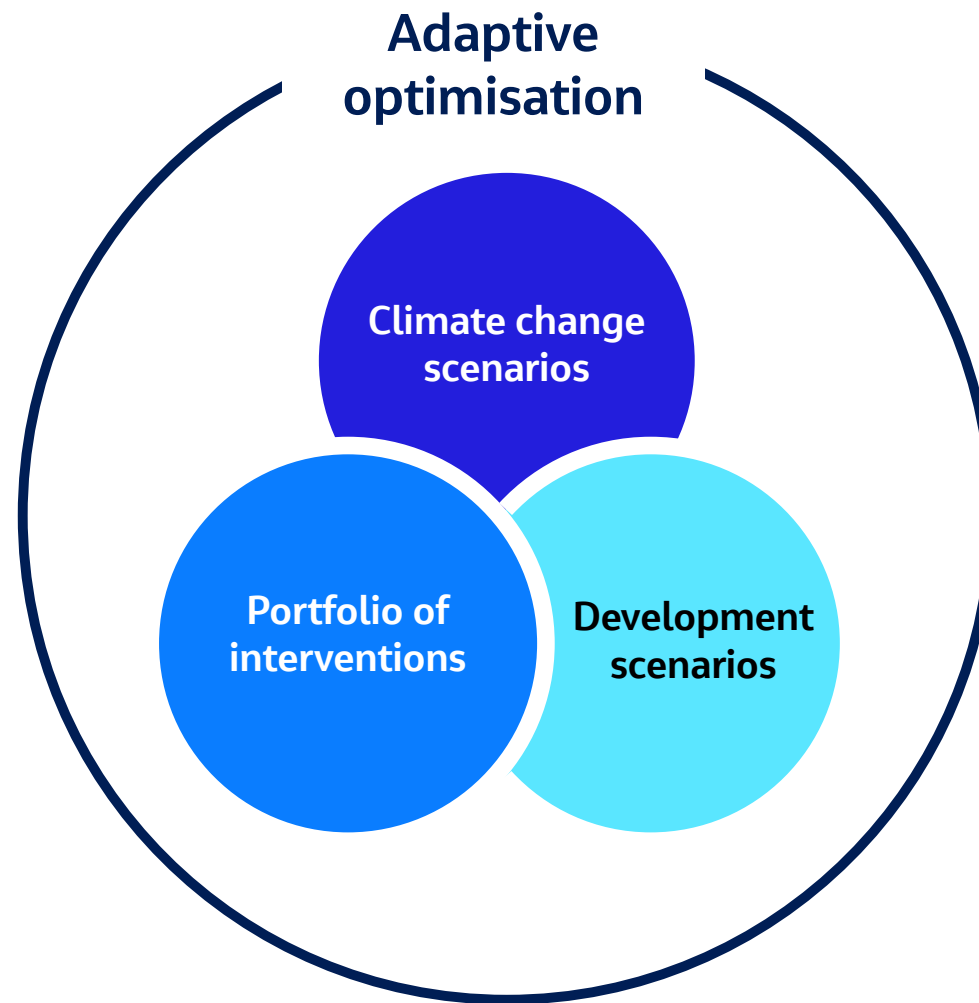 Adaptive
optimisation
Climate change
scenarios
Portfolio of
interventions
Development
scenarios